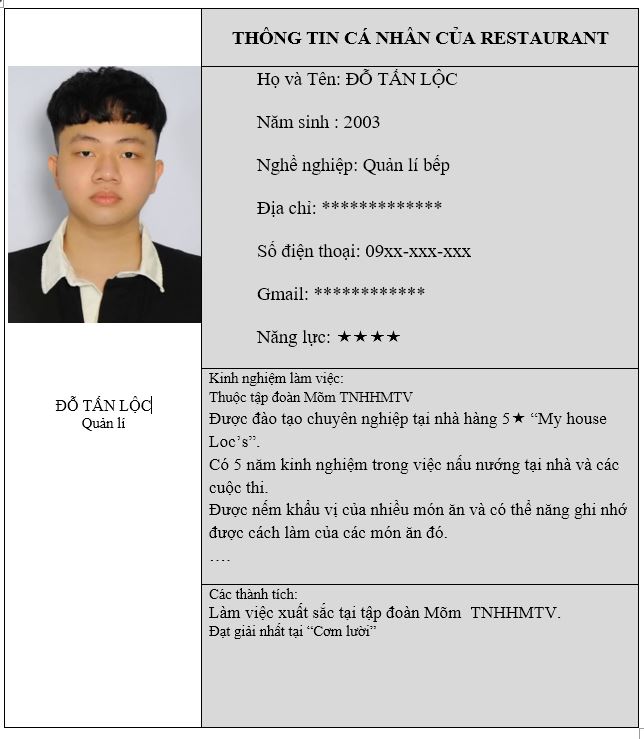 THÔNG TIN CÁ NHÂN CỦA RESTAURANT
Họ và Tên: ĐỖ TẤN LỘC
Năm sinh : 2003
Nghề nghiệp: Quản lí bếp
Địa chỉ: *************
Số điện thoại: 09xx-xxx-xxx
Gmail: ************
Năng lực: ★★★★
ĐỖ TẤN LỘC
Quản lí
Kinh nghiệm làm việc:
Thuộc tập đoàn Mõm TNHHMTV
Được đào tạo chuyên nghiệp tại nhà hàng 5★ “My house
Loc’s”.
Có 5 năm kinh nghiệm trong việc nấu nướng tại nhà và các
cuộc thi.
Được nếm khẩu vị của nhiều món ăn và có thể năng ghi nhớ
được cách làm của các món ăn đó.
….
Các thành tích:
Làm việc xuất sắc tại tập đoàn Mõm  TNHHMTV.
Đạt giải nhất tại “Cơm lười”